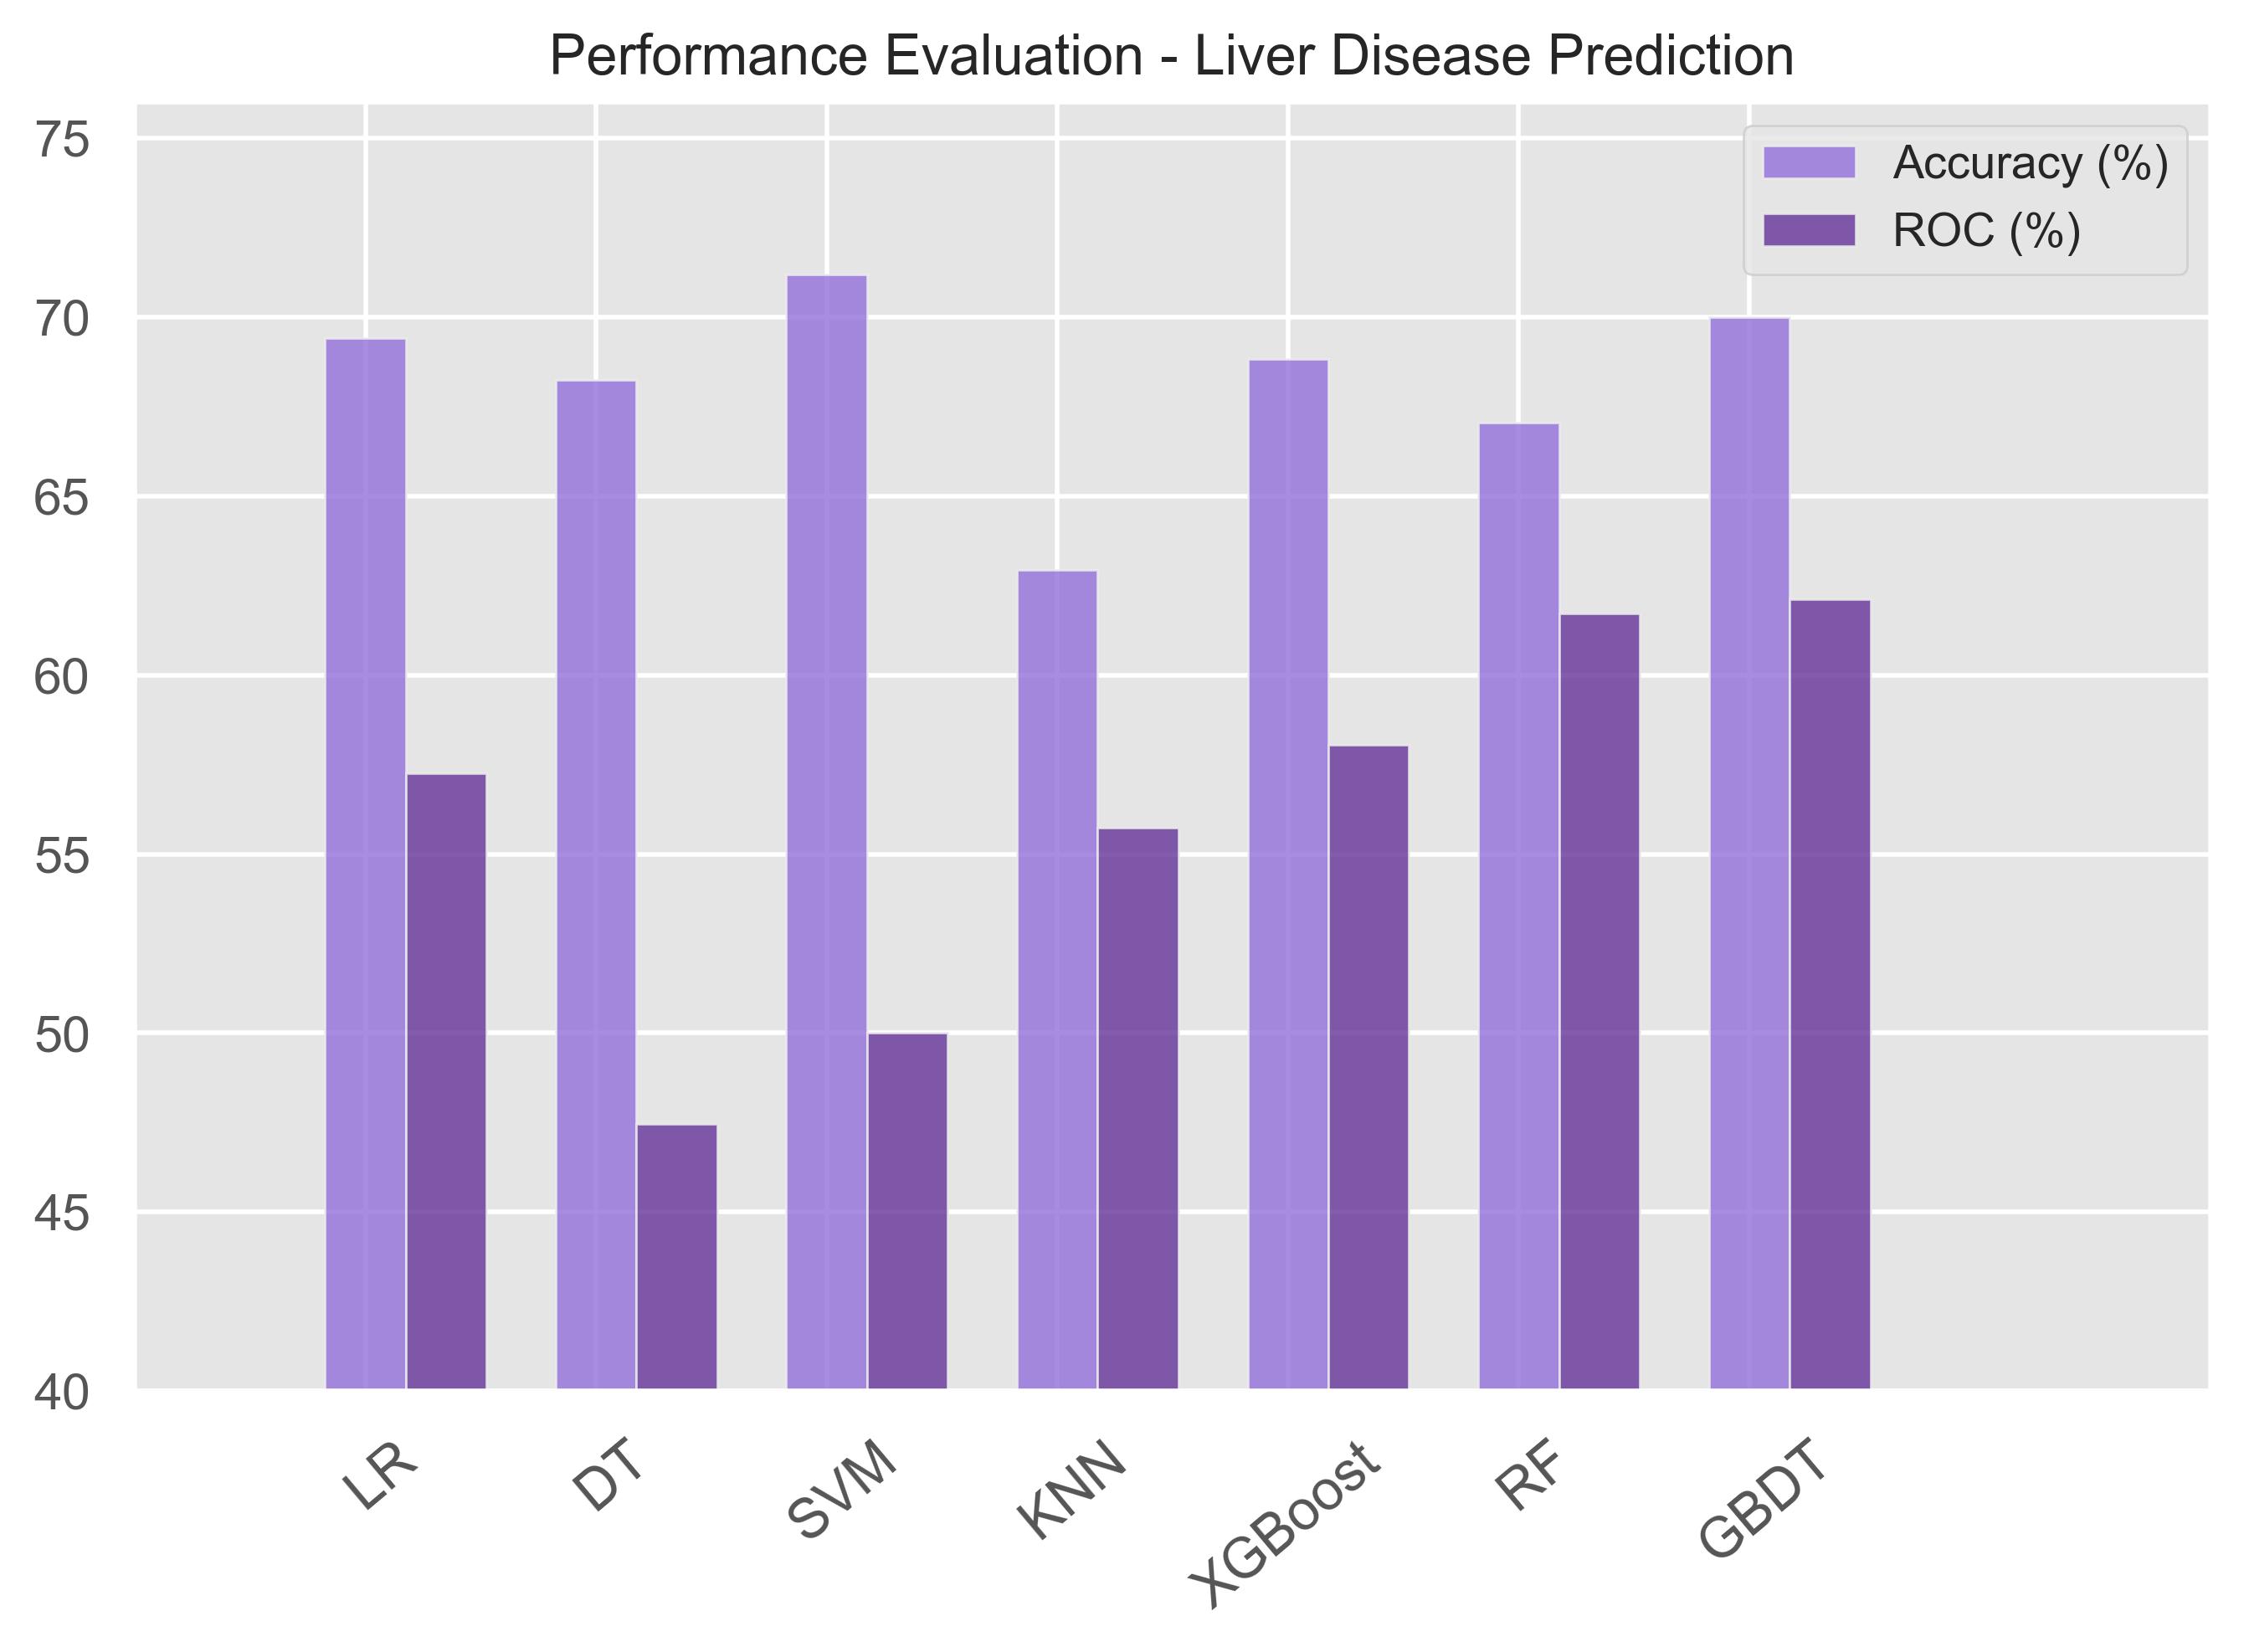 Performance Evaluation - Liver Disease Prediction
75
70
65
60
55
50
45
40
Accuracy (%)
ROC (%)
LR
DT
SVM
KNN
XGBoost
RF
GBDT